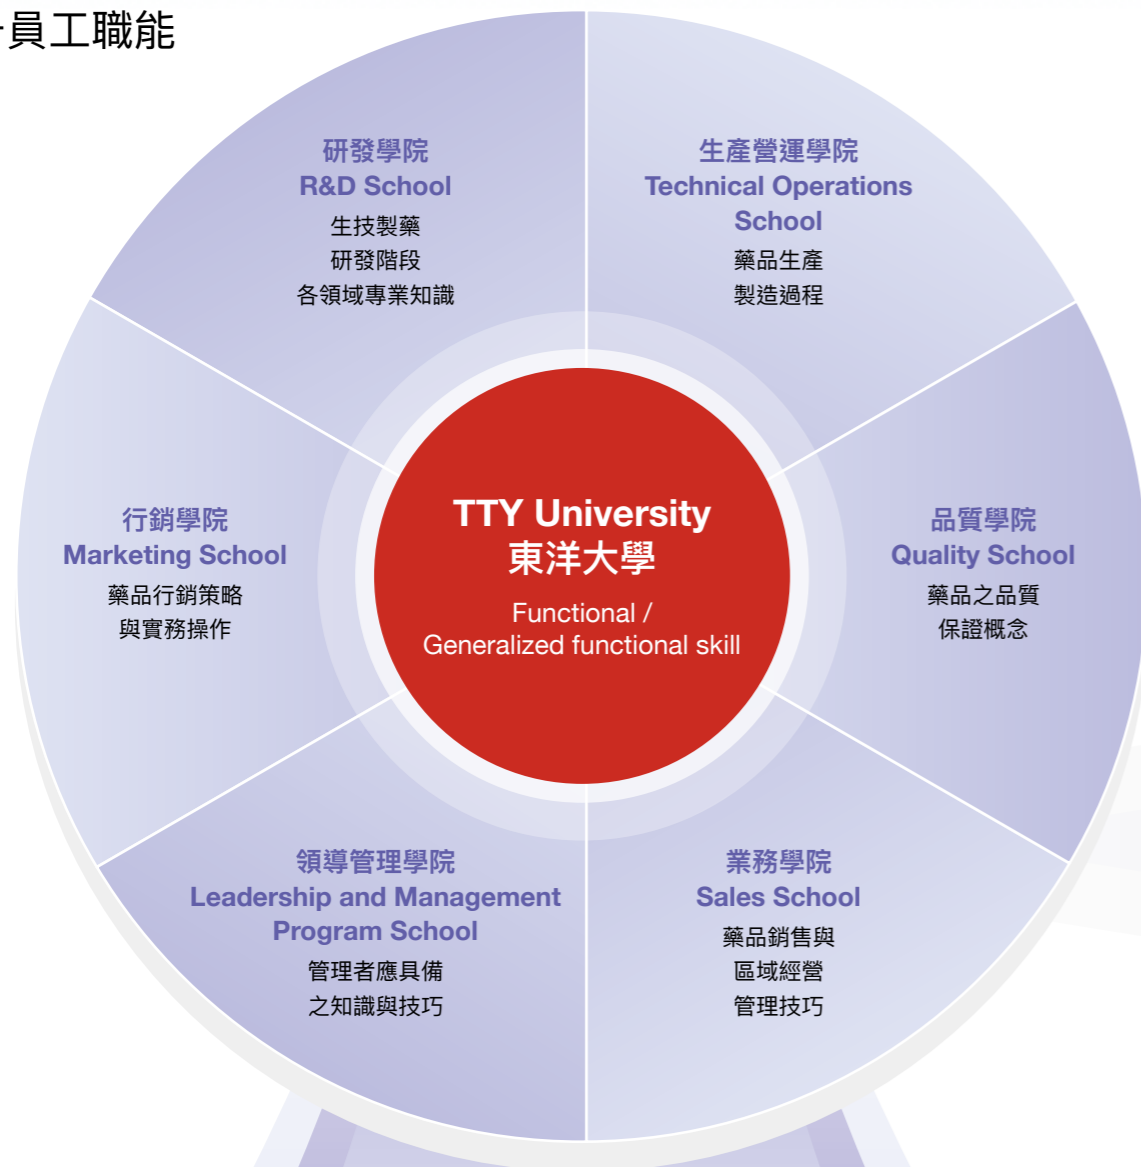 員工職能
研發學院
R&D School
生技製藥
研發階段
各領域專業知識
生產營運學院
Technical Operations
School
藥品生產
製造過程
行銷學院
Marketing School
藥品行銷策略
與實務操作
TTY University
東洋大學
Functional /
Generalized functional skill
品質學院
Quality School
藥品之品質
保證概念
領導管理學院
Leadership and Management
Program School
管理者應具備
之知識與技巧
業務學院
Sales School
藥品銷售與
區域經營
管理技巧